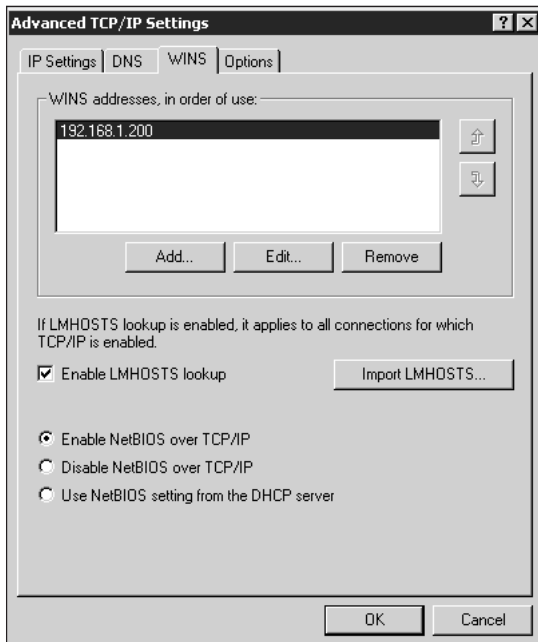 Advanced TCP/IP Settings
IP Settings DNS WINS Options
WINS addresses, in order of use:
192.168.1.200
Add... Edit... Remove
If LMHOSTS lookup is enabled, it applies to all connections for which
TCP/IP is enabled.
Enable LMHOSTS lookup Import LMHOSTS...
Enable NetBIOS over TCP/IP
Disable NetBIOS over TCP/IP
Use NetBIOS setting from the DHCP server
OK Cancel